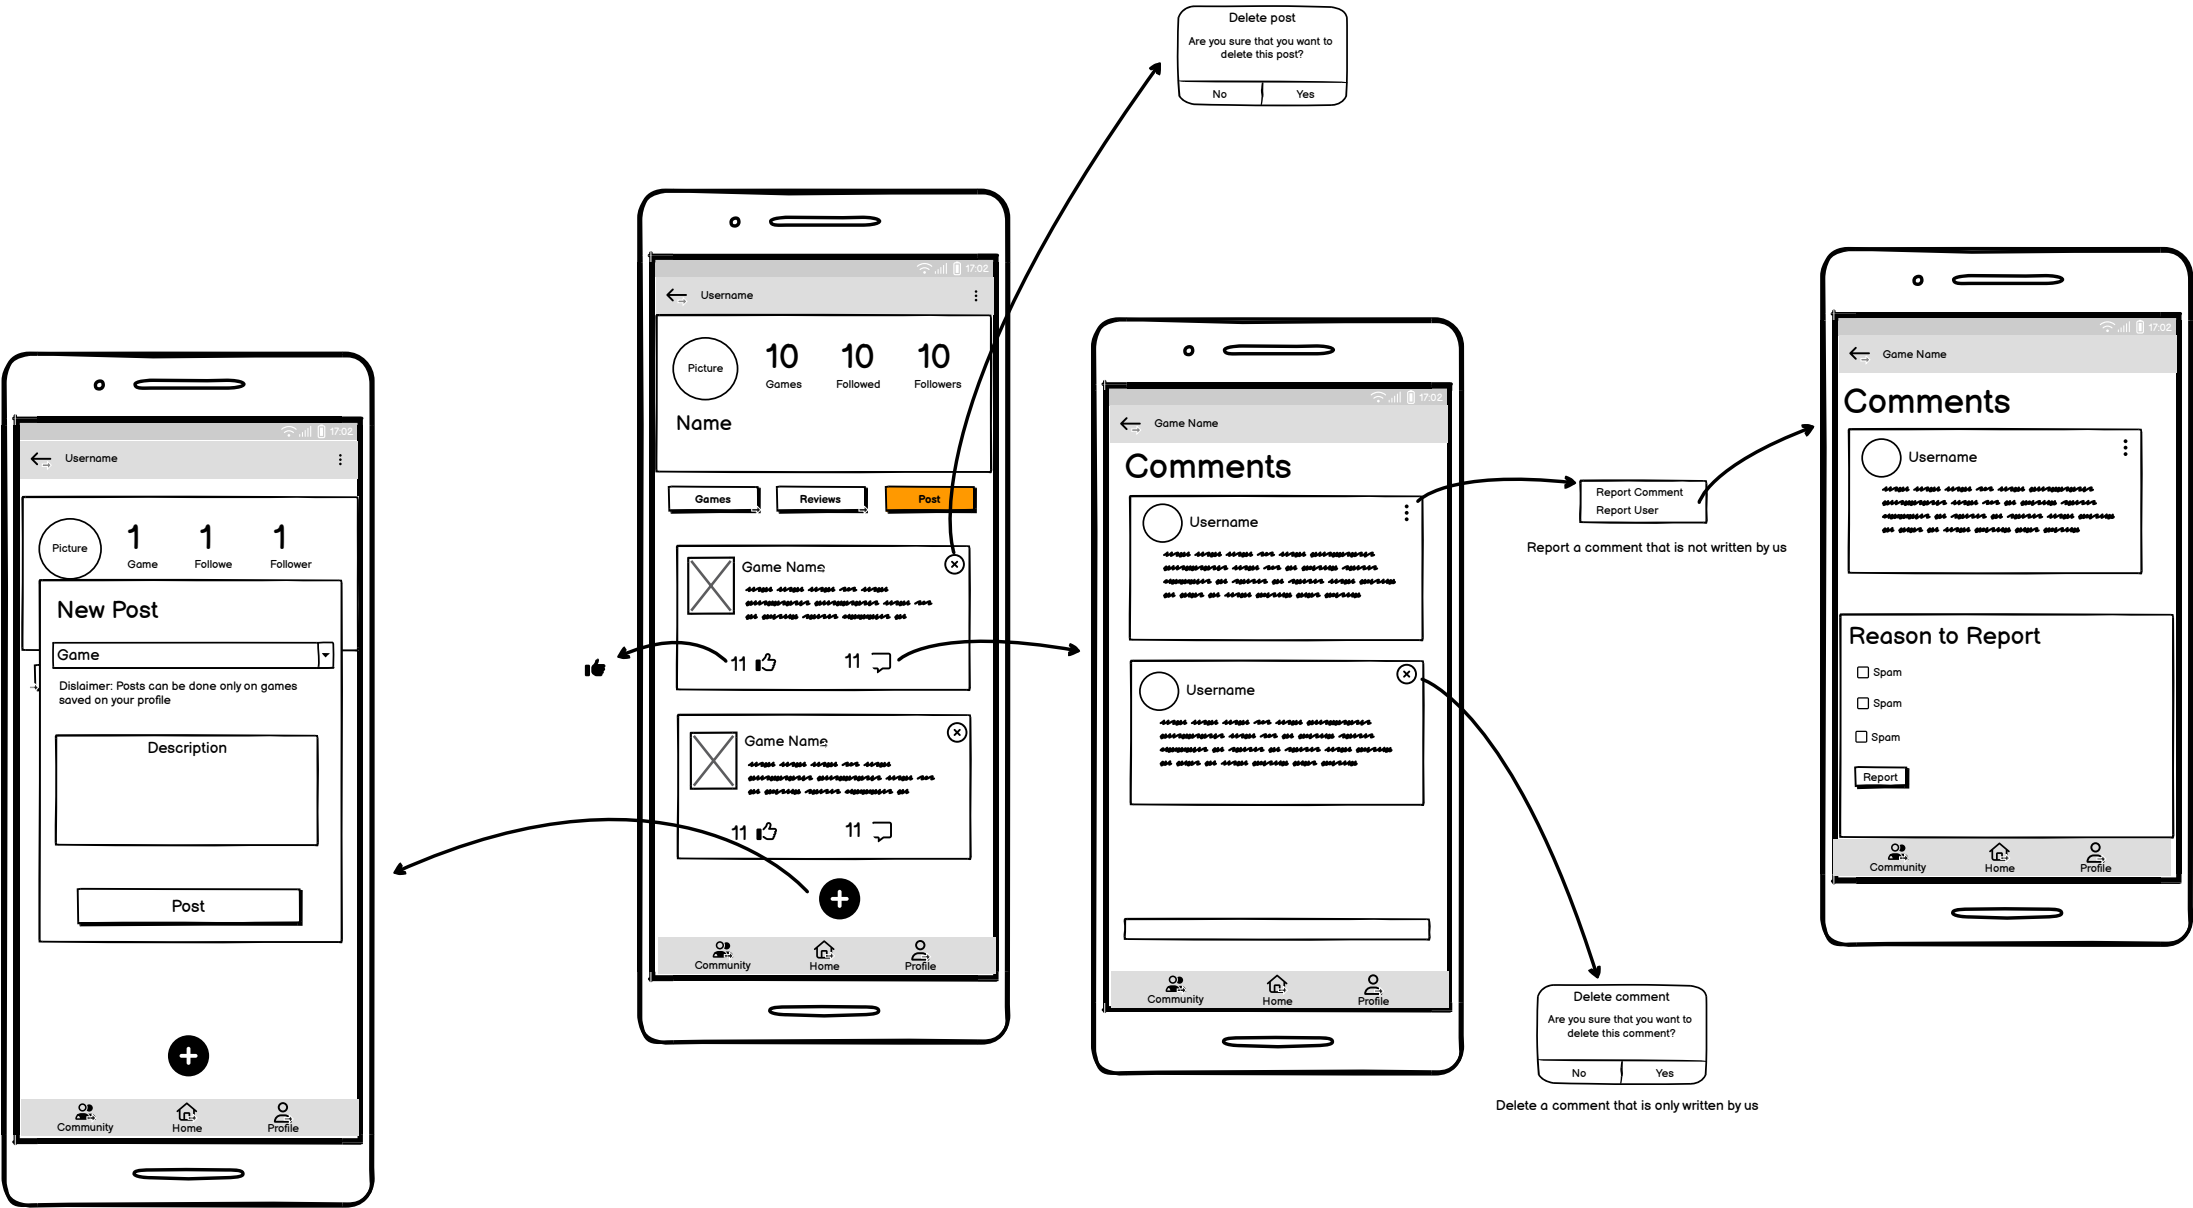 Delete post
Are you sure that you want to
delete this post?
No
Yes
17:02
Username
Picture
10
10
10
Games
Followed
Followers
Name
Games
Reviews
Post
Game Name
11
11
Game Name
11
11
Community
Home
Profile
17:02
Username
Picture
1
1
1
Game
Followe
Follower
New Post
Game
Dislaimer: Posts can be done only on games
saved on your profile
Description
Post
Community
Home
Profile
17:02
Game Name
Comments
Username
Username
Community
Home
Profile
Report Comment
Report User
Report a comment that is not written by us
Delete comment
Are you sure that you want to
delete this comment?
No
Yes
Delete a comment that is only written by us
17:02
Game Name
Comments
Username
Reason to Report
Spam
Spam
Spam
Report
Community
Home
Profile